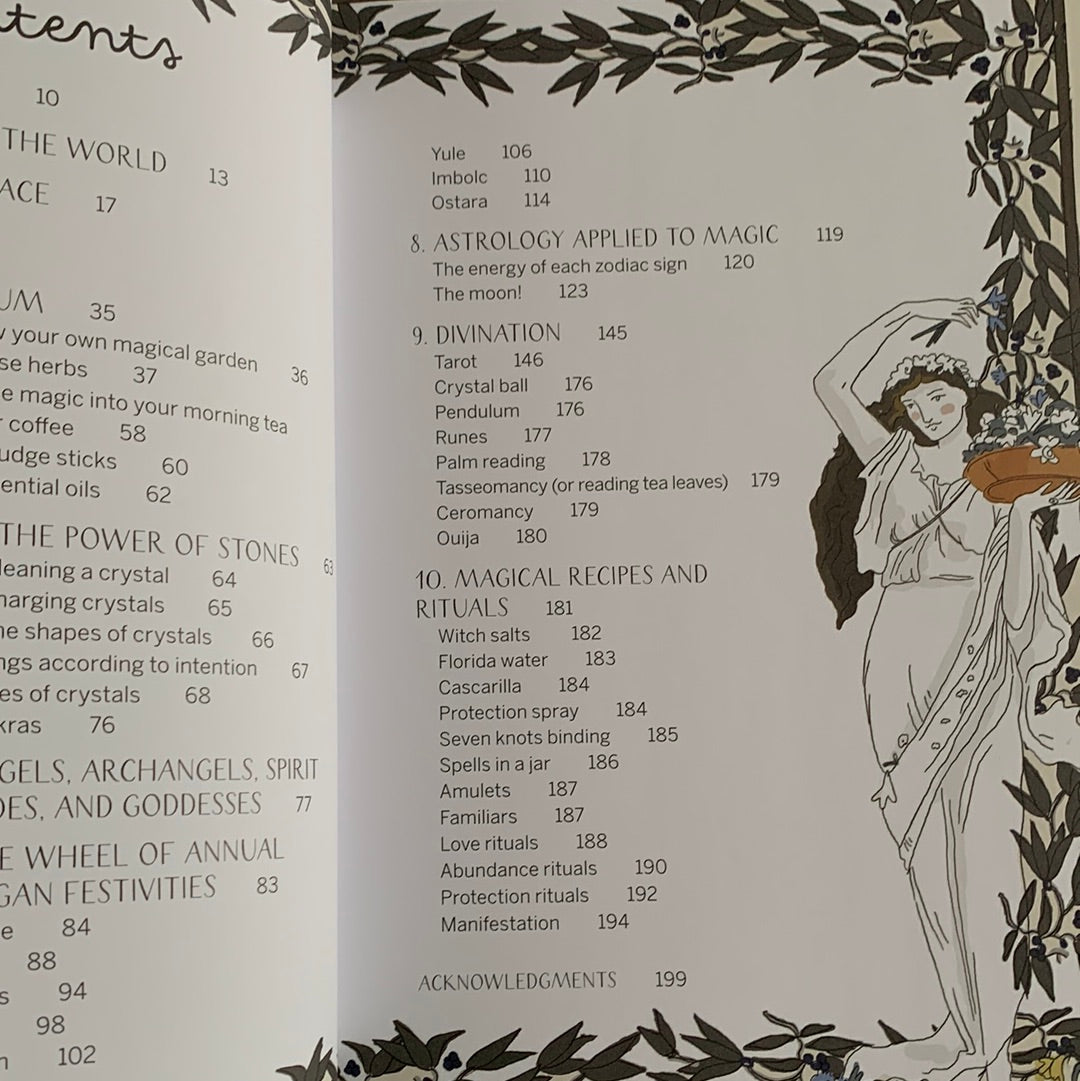 tents
10
THE WORLD 13
ACE 17
UM 35
your own magical garden 36
se herbs 37
e magic into your morning tea
r coffee 58
udge sticks 60
ential oils 62
THE POWER OF STONES 63
leaning a crystal 64
harging crystals 65
he shapes of crystals 66
ngs according to intention 67
es of crystals 68
kras 76
GELS, ARCHANGELS, SPIRIT
DES, AND GODDESSES 77
E WHEEL OF ANNUAL
GAN FESTIVITIES 83
e 84
88
s 94
98
n 102
Yule 106
Imbolc 110
Ostara 114
8. ASTROLOGY APPLIED TO MAGIC 119
The energy of each zodiac sign 120
The moon! 123
9. DIVINATION 145
Tarot 146
Crystal ball 176
Pendulum 176
Runes 177
Palm reading 178
Tasseomancy (or reading tea leaves) 179
Ceromancy 179
Ouija 180
10. MAGICAL RECIPES AND
RITUALS 181
Witch salts 182
Florida water 183
Cascarilla 184
Protection spray 184
Seven knots binding 185
Spells in a jar 186
Amulets 187
Familiars 187
Love rituals 188
Abundance rituals 190
Protection rituals 192
Manifestation 194
ACKNOWLEDGMENTS 199